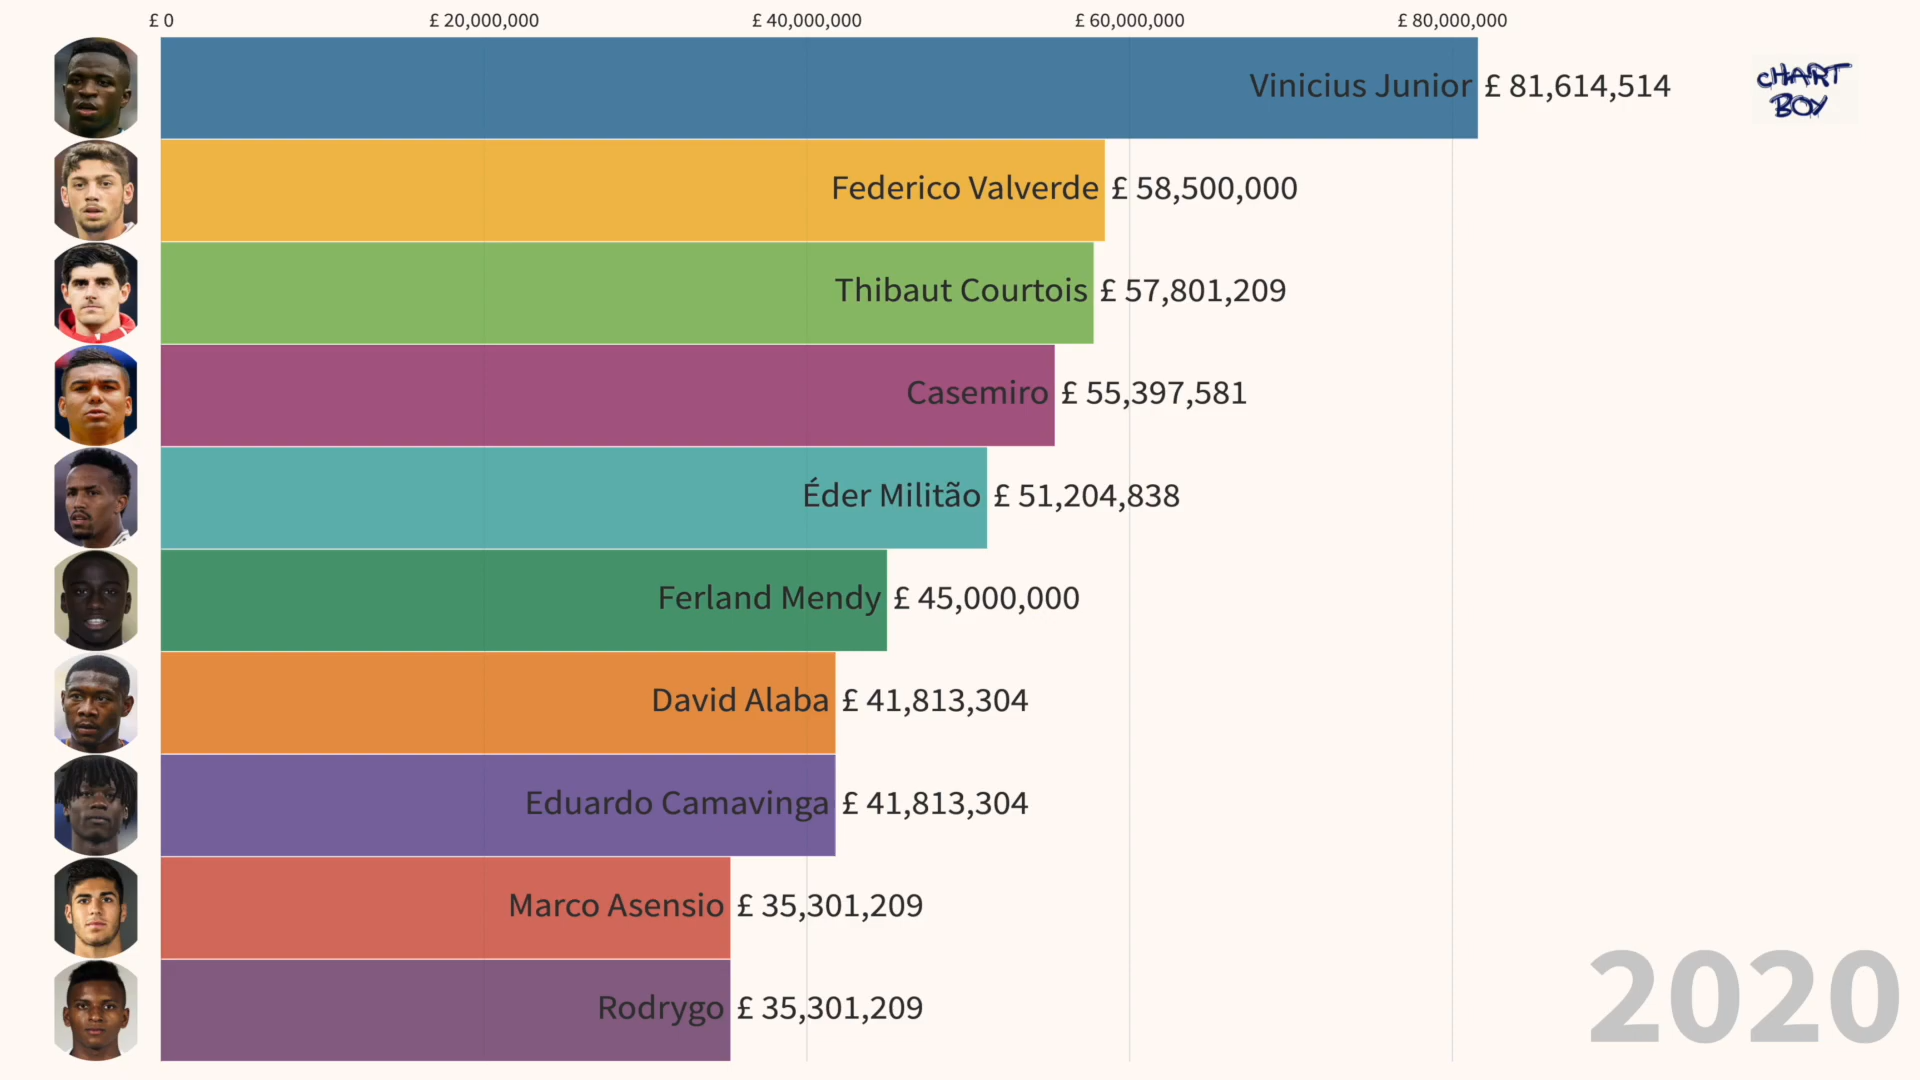 £ 0 £ 20,000,000 £ 40,000,000 £ 60,000,000 £ 80,000,000
Vinicius Junior £ 81,614,514
CHART
BOY
Federico Valverde £ 58,500,000
Thibaut Courtois £ 57,801,209
Casemiro £ 55,397,581
Éder Militão £ 51,204,838
Ferland Mendy £ 45,000,000
David Alaba £ 41,813,304
Eduardo Camavinga £ 41,813,304
Marco Asensio £ 35,301,209
Rodrygo £ 35,301,209
2020